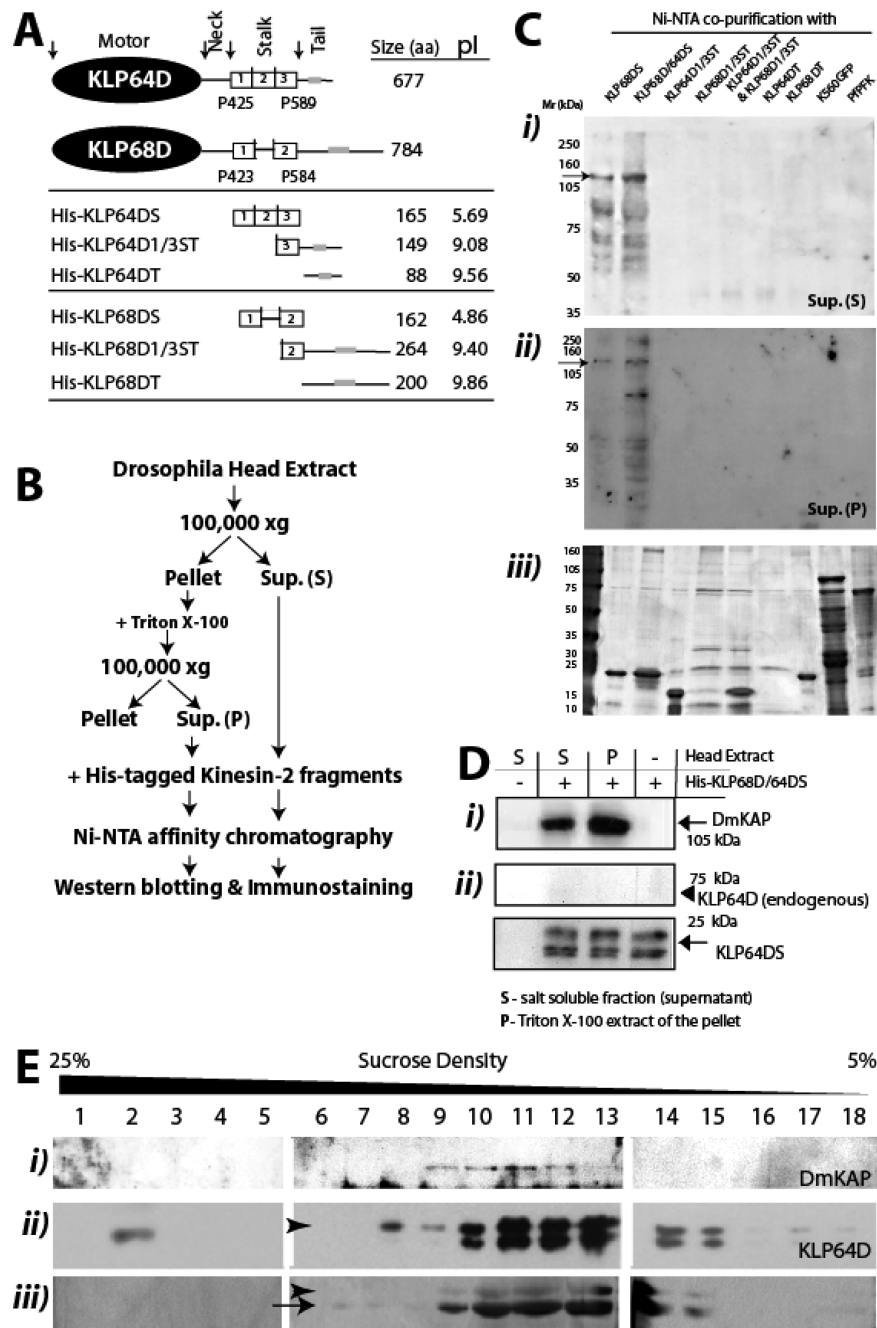 A
Motor
Neck
Stalk
Tail
Size (aa)
pI
KLP64D
1 2 3
677
P425
P589
KLP68D
1 2
784
P423
P584
His-KLP64DS
1 2 3
165
5.69
His-KLP64D1/3ST
3
149
9.08
His-KLP64DT
88
9.56
His-KLP68DS
1 2
162
4.86
His-KLP68D1/3ST
2
264
9.40
His-KLP68DT
200
9.86
B
Drosophila Head Extract
100,000 xg
Pellet
Sup. (S)
+ Triton X-100
100,000 xg
Pellet
Sup. (P)
+ His-tagged Kinesin-2 fragments
Ni-NTA affinity chromatography
Western blotting & Immunostaining
C
Ni-NTA co-purification with
Mr (kDa)
KLP68DS
KLP68D/64DS
KLP64D1/3ST
KLP68D1/3ST
KLP64D1/3ST
& KLP68D1/3ST
KLP64DT
KLP68DT
K560GFP
PfPFK
i)
250
160
105
75
50
35
Sup. (S)
ii)
250
160
105
75
50
35
Sup. (P)
iii)
160
105
75
50
35
30
25
15
10
D
S S P - Head Extract
- + + + His-KLP68D/64DS
i)
DmKAP
105 kDa
ii)
75 kDa
KLP64D (endogenous)
25 kDa
KLP64DS
S - salt soluble fraction (supernatant)
P- Triton X-100 extract of the pellet
E
25%
Sucrose Density
5%
1 2 3 4 5 6 7 8 9 10 11 12 13 14 15 16 17 18
i)
DmKAP
ii)
KLP64D
iii)